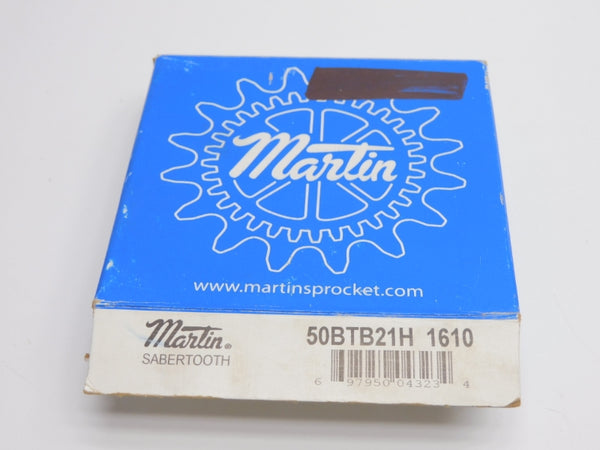 Martin
www.martinsprocket.com
Martin®
SABERTOOTH
50BTB21H 1610
6 97950 04323 4